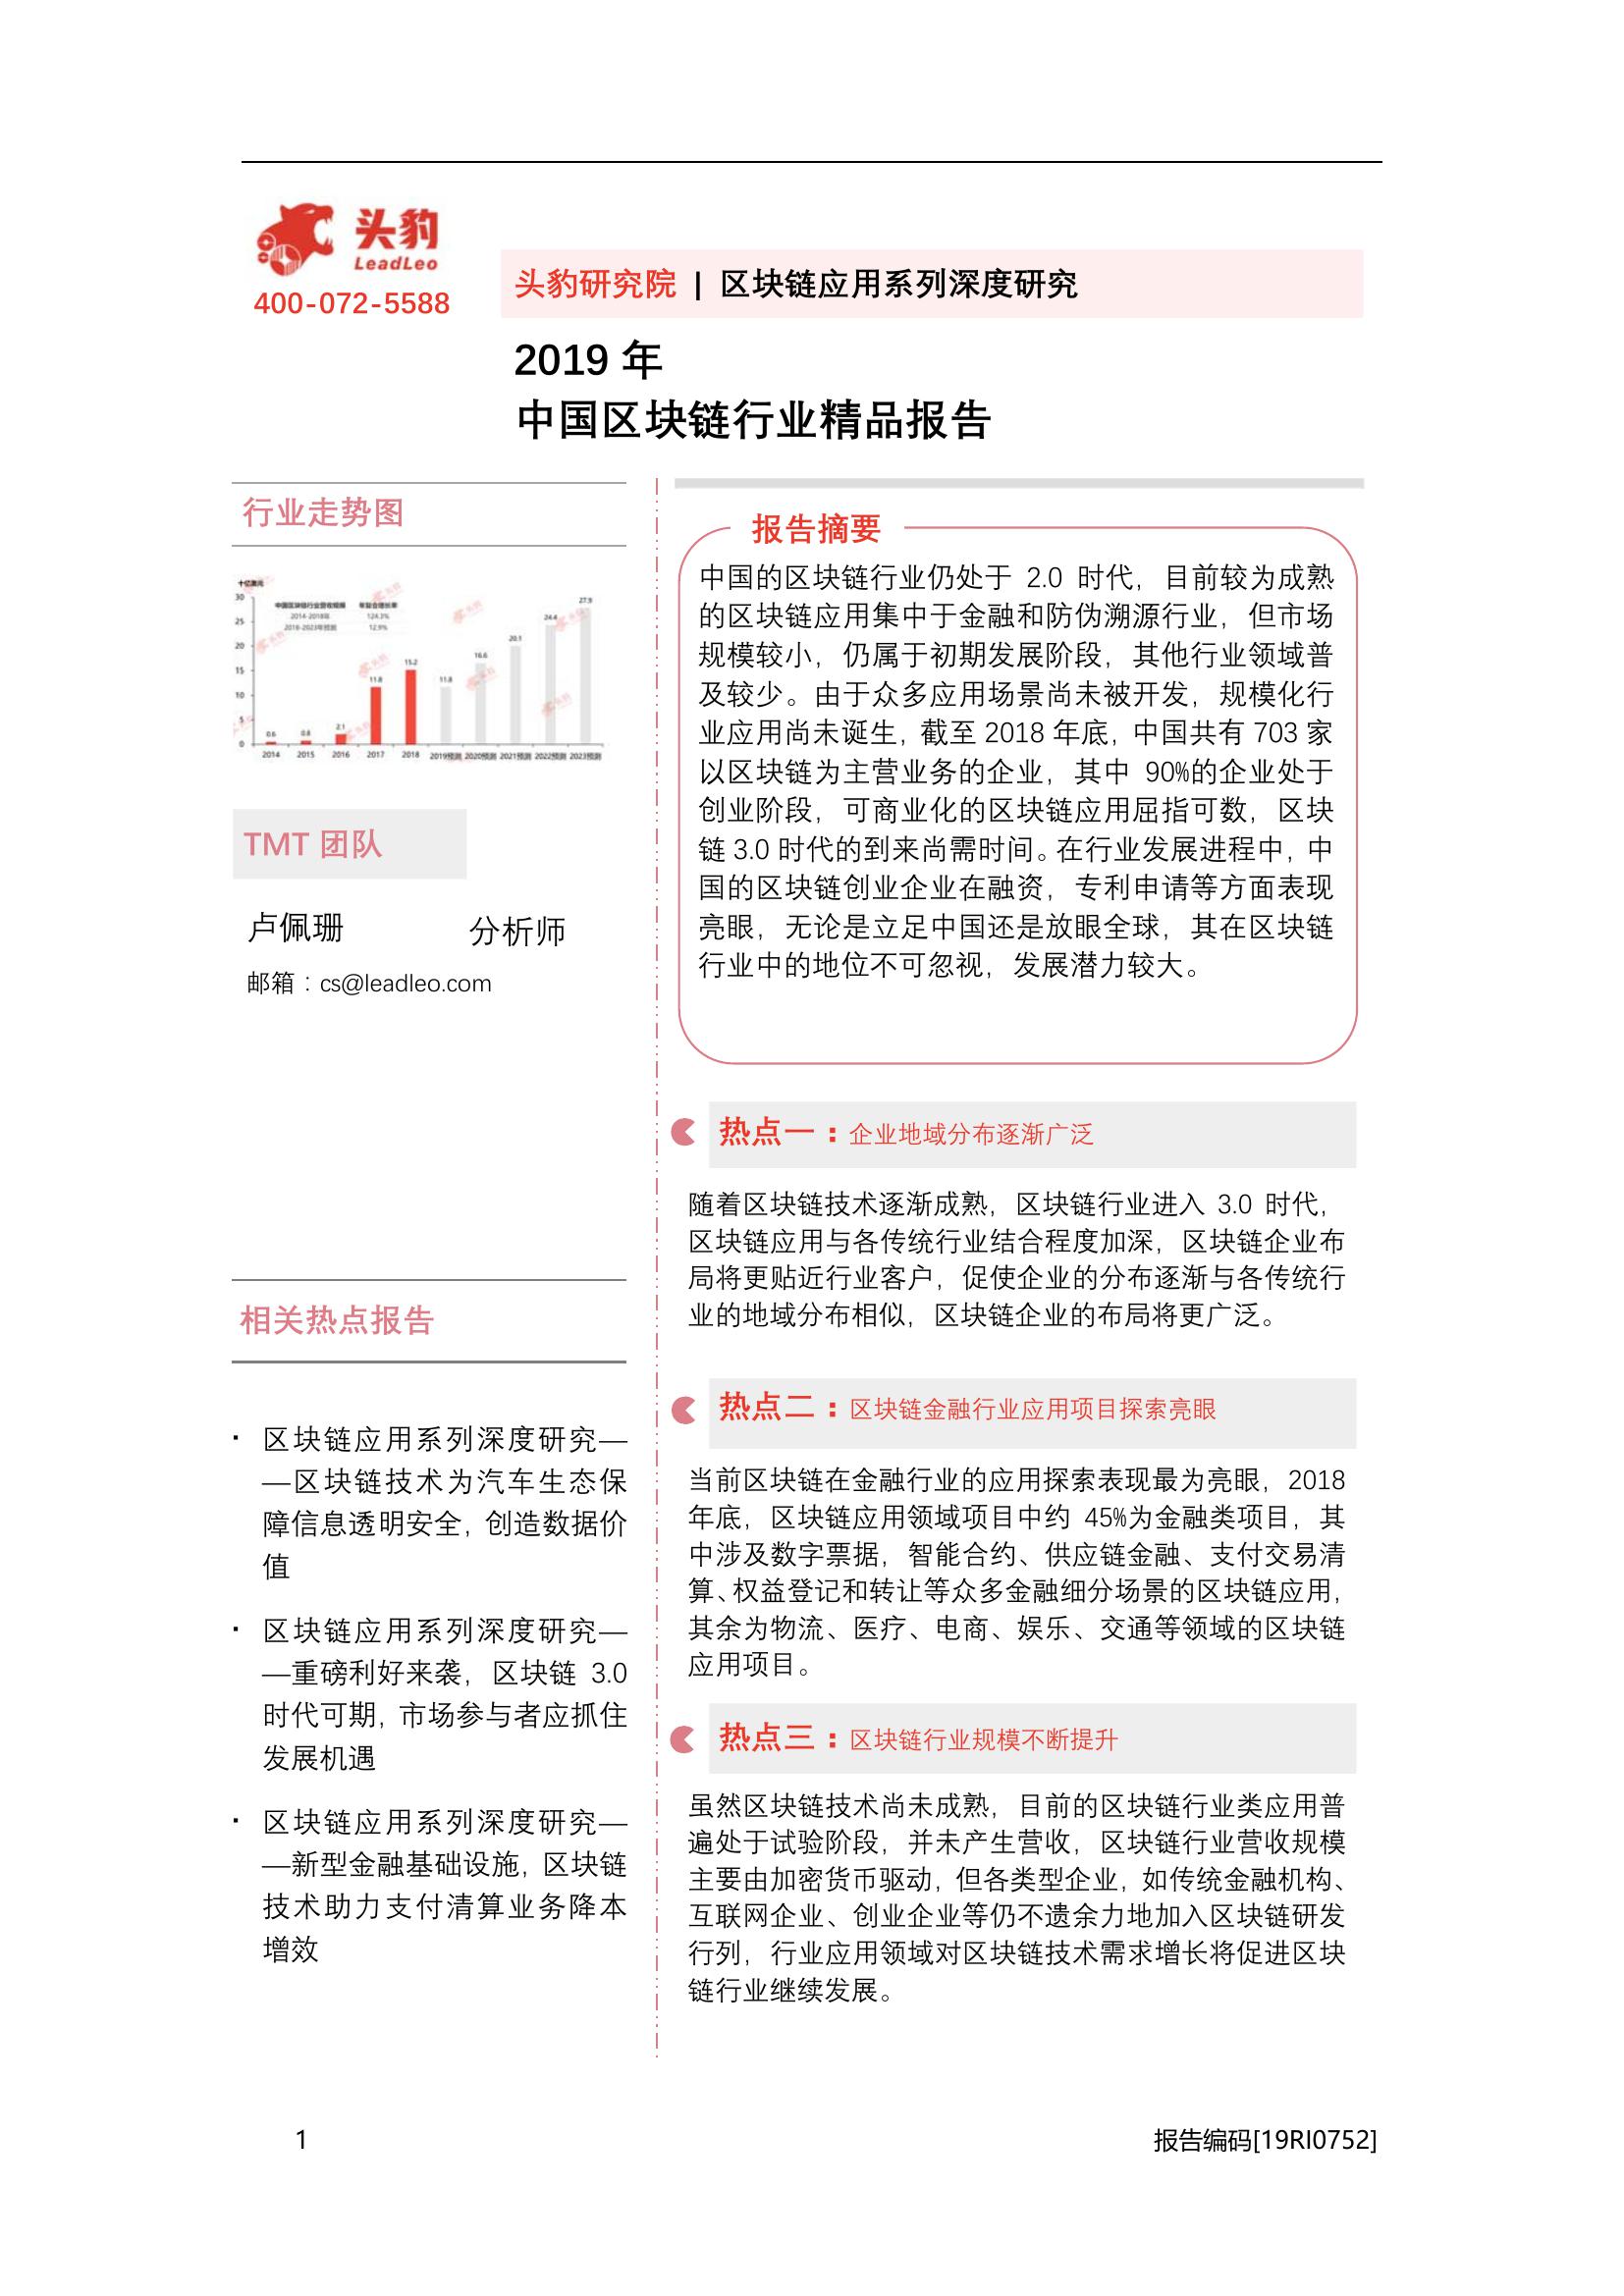 头豹
LeadLeo
400-072-5588
头豹研究院 | 区块链应用系列深度研究
2019 年
中国区块链行业精品报告
行业走势图
十亿美元
中国区块链行业营收规模 年复合增长率
2014-2018年 124.3%
2018-2023年预测 12.9%
30
25
20
15
10
5
0
0.6
0.8
2.1
11.8
15.2
11.8
16.6
20.1
24.4
27.9
2014 2015 2016 2017 2018 2019预测 2020预测 2021预测 2022预测 2023预测
TMT 团队
卢佩珊 分析师
邮箱：cs@leadleo.com
相关热点报告
· 区块链应用系列深度研究—
—区块链技术为汽车生态保
障信息透明安全，创造数据价
值
· 区块链应用系列深度研究—
—重磅利好来袭，区块链 3.0
时代可期，市场参与者应抓住
发展机遇
· 区块链应用系列深度研究—
—新型金融基础设施，区块链
技术助力支付清算业务降本
增效
报告摘要
中国的区块链行业仍处于 2.0 时代，目前较为成熟
的区块链应用集中于金融和防伪溯源行业，但市场
规模较小，仍属于初期发展阶段，其他行业领域普
及较少。由于众多应用场景尚未被开发，规模化行
业应用尚未诞生，截至 2018 年底，中国共有 703 家
以区块链为主营业务的企业，其中 90%的企业处于
创业阶段，可商业化的区块链应用屈指可数，区块
链 3.0 时代的到来尚需时间。在行业发展进程中，中
国的区块链创业企业在融资，专利申请等方面表现
亮眼，无论是立足中国还是放眼全球，其在区块链
行业中的地位不可忽视，发展潜力较大。
热点一：企业地域分布逐渐广泛
随着区块链技术逐渐成熟，区块链行业进入 3.0 时代，
区块链应用与各传统行业结合程度加深，区块链企业布
局将更贴近行业客户，促使企业的分布逐渐与各传统行
业的地域分布相似，区块链企业的布局将更广泛。
热点二：区块链金融行业应用项目探索亮眼
当前区块链在金融行业的应用探索表现最为亮眼，2018
年底，区块链应用领域项目中约 45%为金融类项目，其
中涉及数字票据，智能合约、供应链金融、支付交易清
算、权益登记和转让等众多金融细分场景的区块链应用，
其余为物流、医疗、电商、娱乐、交通等领域的区块链
应用项目。
热点三：区块链行业规模不断提升
虽然区块链技术尚未成熟，目前的区块链行业类应用普
遍处于试验阶段，并未产生营收，区块链行业营收规模
主要由加密货币驱动，但各类型企业，如传统金融机构、
互联网企业、创业企业等仍不遗余力地加入区块链研发
行列，行业应用领域对区块链技术需求增长将促进区块
链行业继续发展。
1
报告编码[19RI0752]